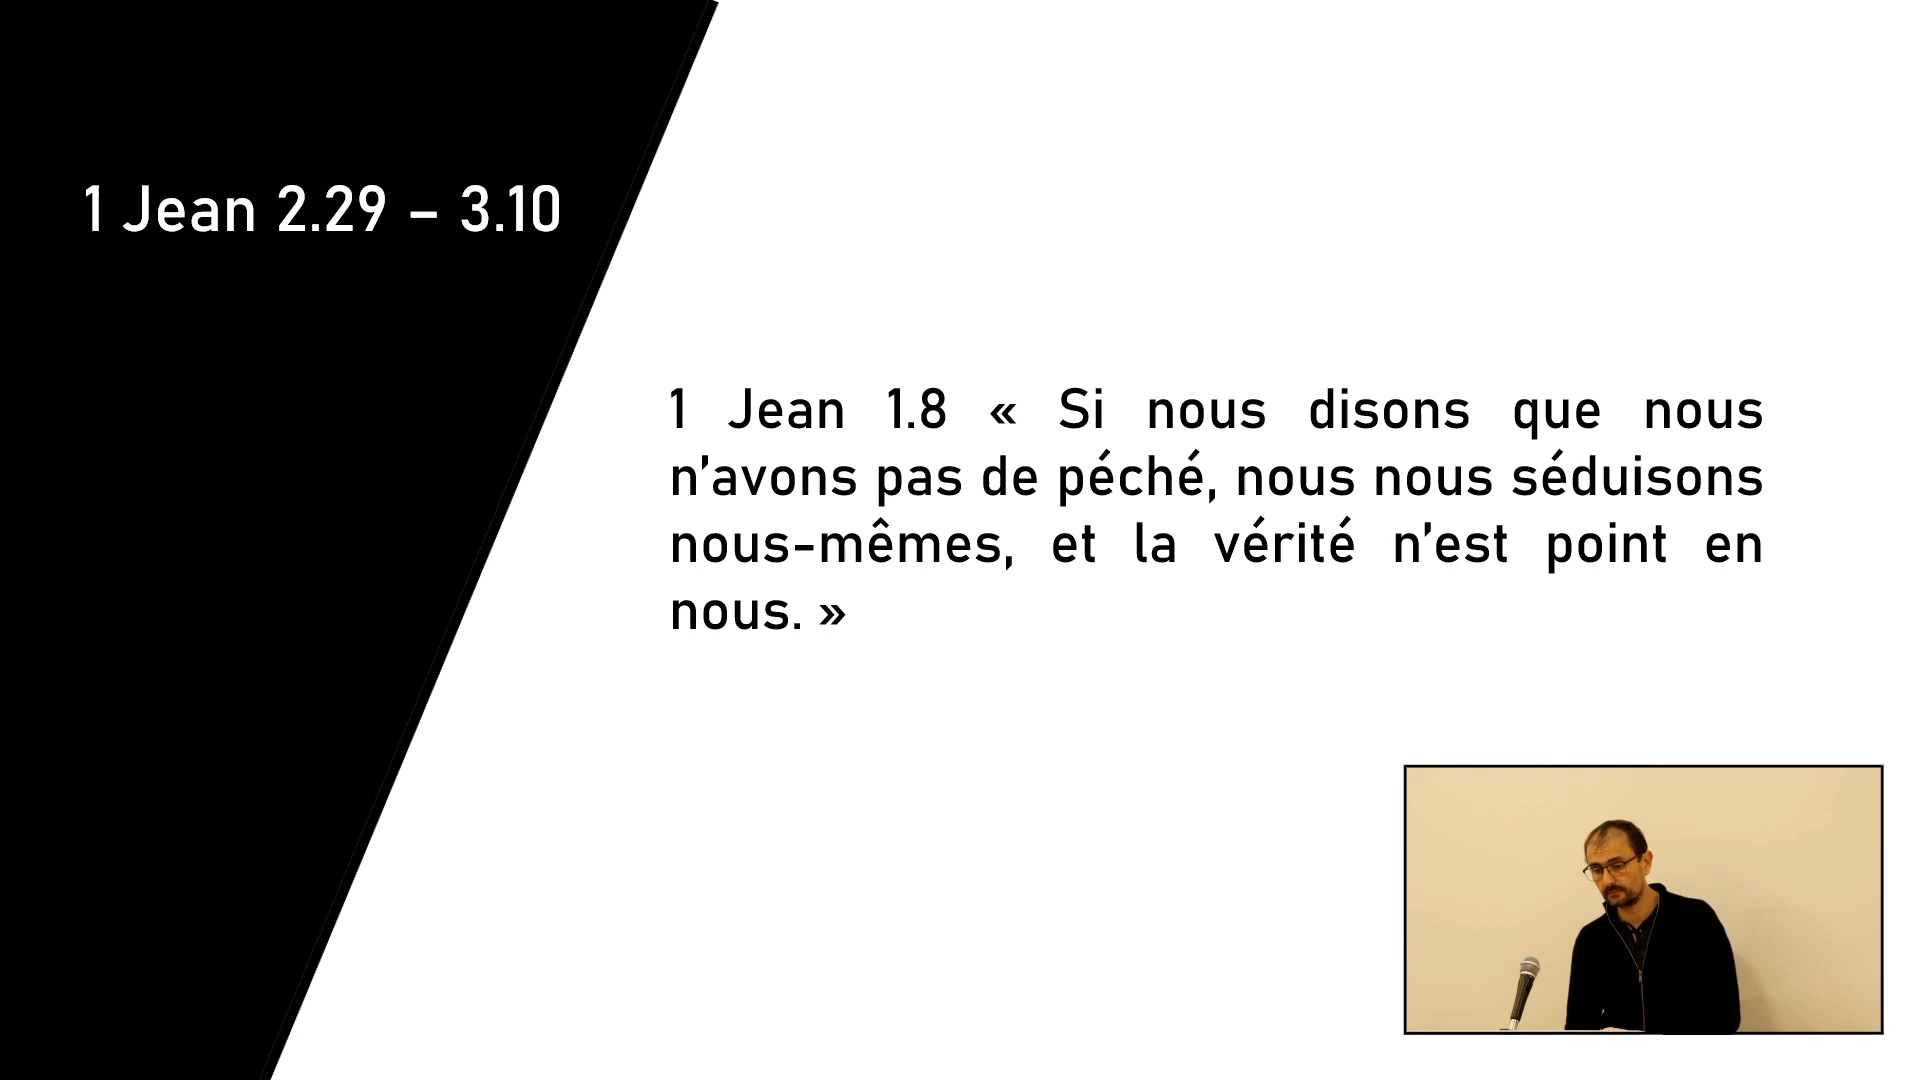 1 Jean 2.29 – 3.10
1 Jean 1.8 « Si nous disons que nous
n’avons pas de péché, nous nous séduisons
nous-mêmes, et la vérité n’est point en
nous. »